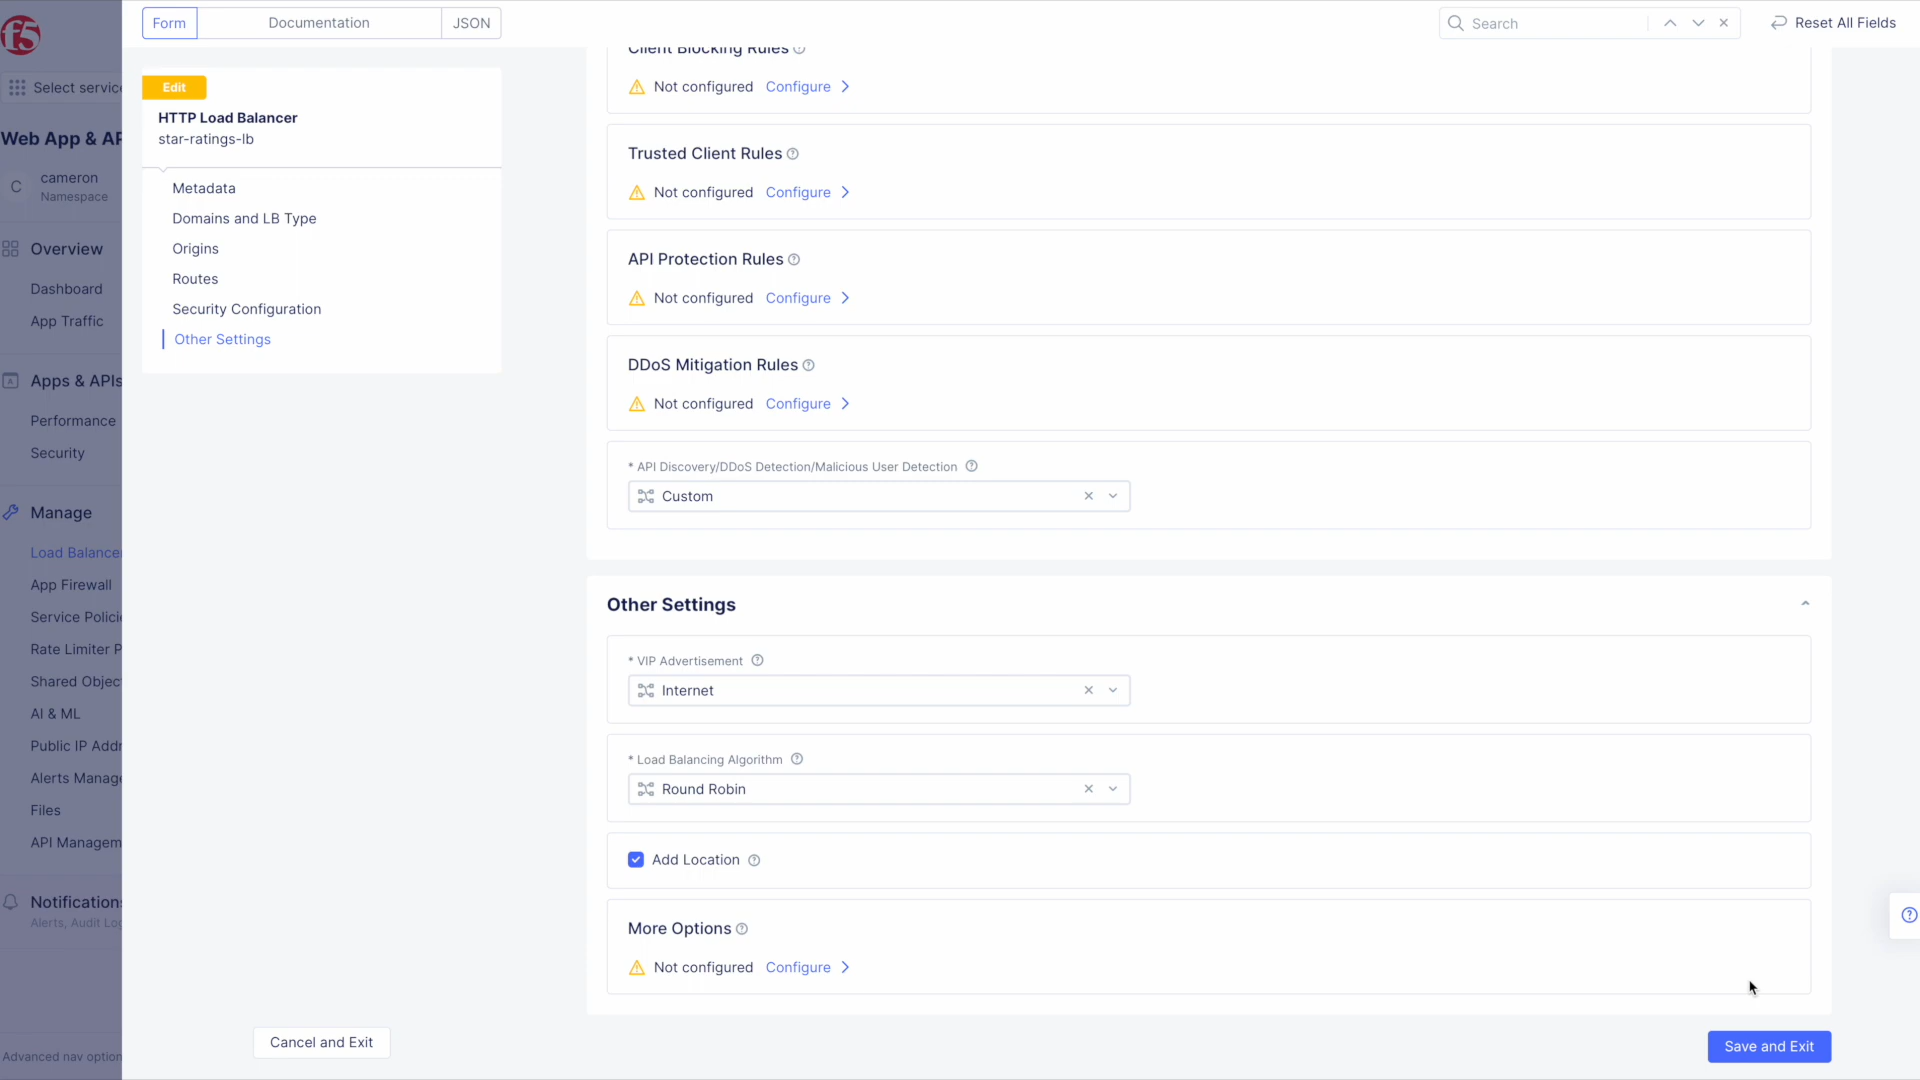 Form
Documentation
JSON
Search
Reset All Fields
f5
Select service
Web App & AP
C
cameron
Namespace
Overview
Dashboard
App Traffic
Apps & APIs
Performance
Security
Manage
Load Balancer
App Firewall
Service Policie
Rate Limiter P
Shared Objec
AI & ML
Public IP Addr
Alerts Manage
Files
API Managem
Notifications
Alerts, Audit Log
Advanced nav option
Edit
HTTP Load Balancer
star-ratings-lb
Metadata
Domains and LB Type
Origins
Routes
Security Configuration
Other Settings
Client Blocking Rules
Not configured Configure
Trusted Client Rules
Not configured Configure
API Protection Rules
Not configured Configure
DDoS Mitigation Rules
Not configured Configure
* API Discovery/DDoS Detection/Malicious User Detection
Custom
Other Settings
* VIP Advertisement
Internet
* Load Balancing Algorithm
Round Robin
Add Location
More Options
Not configured Configure
Cancel and Exit
Save and Exit